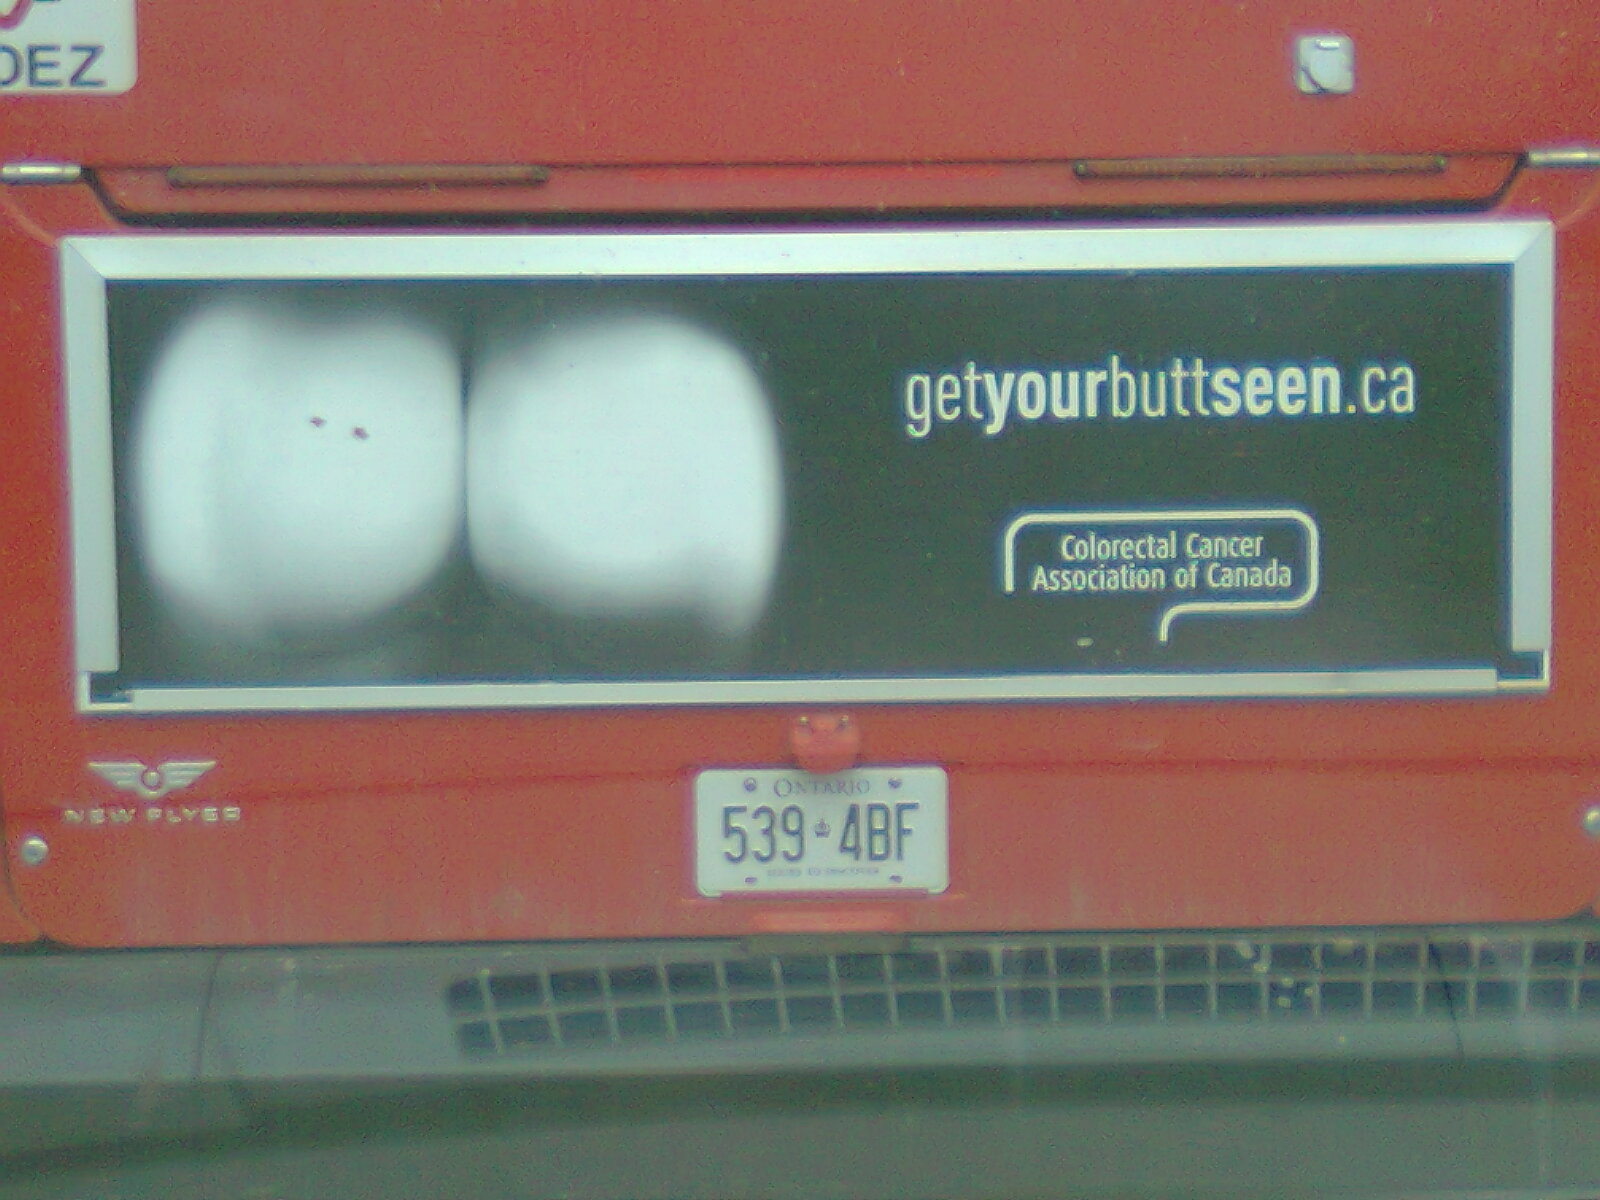 DEZ
getyourbuttseen.ca
Colorectal Cancer
Association of Canada
NEW FLYER
ONTARIO
539 4BF